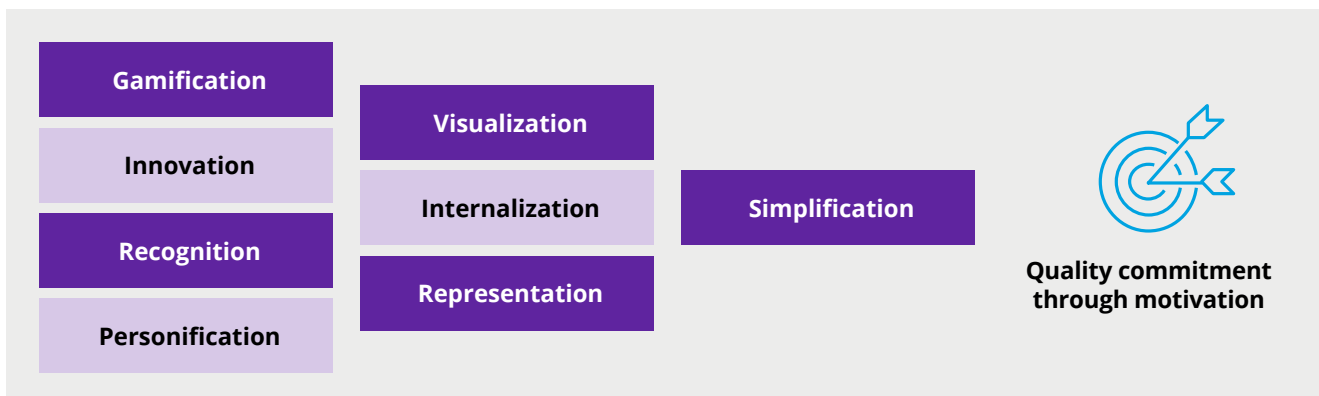 Gamification
Innovation
Recognition
Personification
Visualization
Internalization
Representation
Simplification
Quality commitment
through motivation